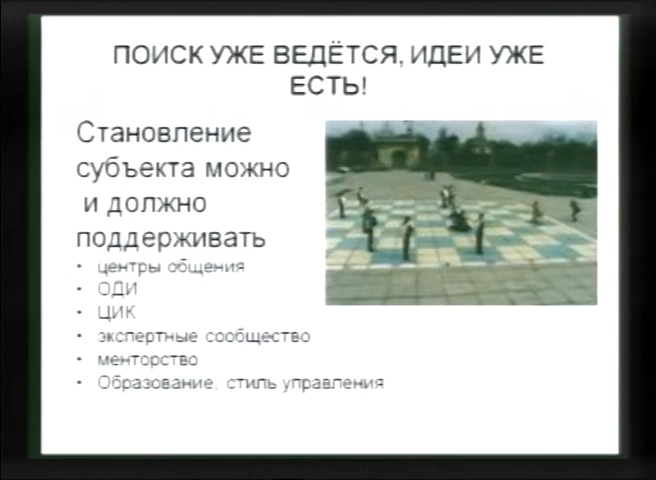 ПОИСК УЖЕ ВЕДЁТСЯ, ИДЕИ УЖЕ
ЕСТЬ!
Становление
субъекта можно
и должно
поддерживать
• центры общения
• ОДИ
• ЦИК
• экспертные сообщество
• менторство
• Образование, стиль управления